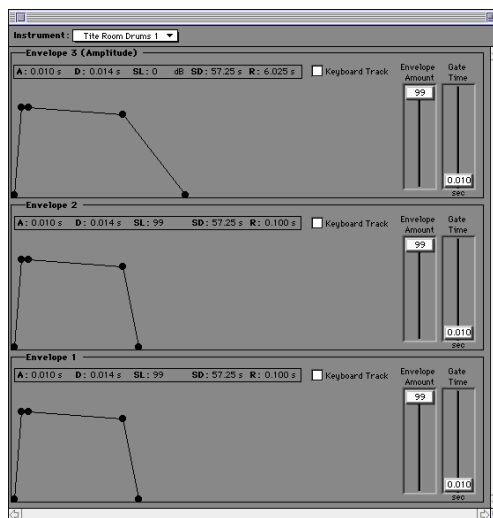 Instrument: Tite Room Drums 1
Envelope 3 (Amplitude)
A: 0.010 s D: 0.014 s SL: 0 dB SD: 57.25 s R: 6.025 s
Keyboard Track
Envelope Amount
Gate Time
99
0.010
sec
Envelope 2
A: 0.010 s D: 0.014 s SL: 99 SD: 57.25 s R: 0.100 s
Keyboard Track
Envelope Amount
Gate Time
99
0.010
sec
Envelope 1
A: 0.010 s D: 0.014 s SL: 99 SD: 57.25 s R: 0.100 s
Keyboard Track
Envelope Amount
Gate Time
99
0.010
sec